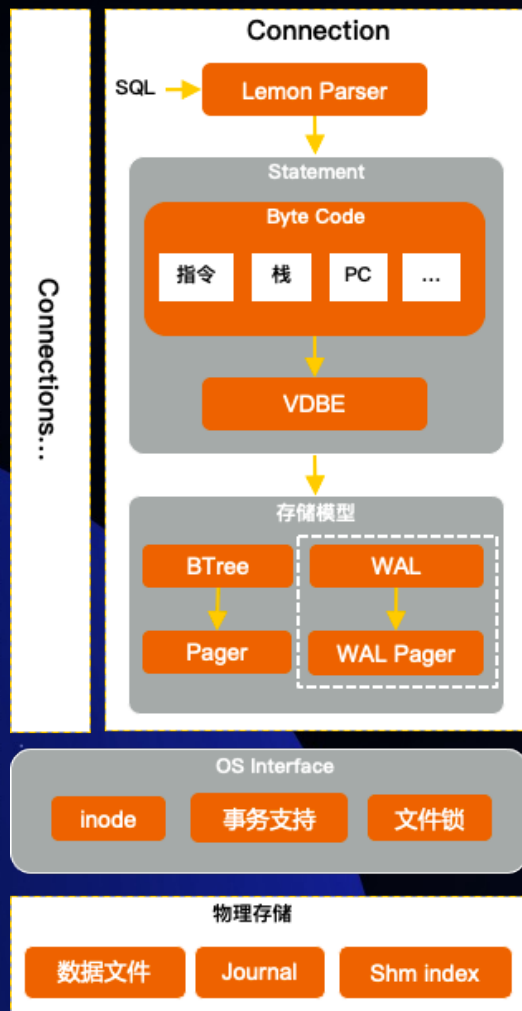 Connection
SQL
Lemon Parser
Statement
Byte Code
指令
栈
PC
...
VDBE
Connections...
存储模型
BTree
WAL
Pager
WAL Pager
OS Interface
inode
事务支持
文件锁
物理存储
数据文件
Journal
Shm index